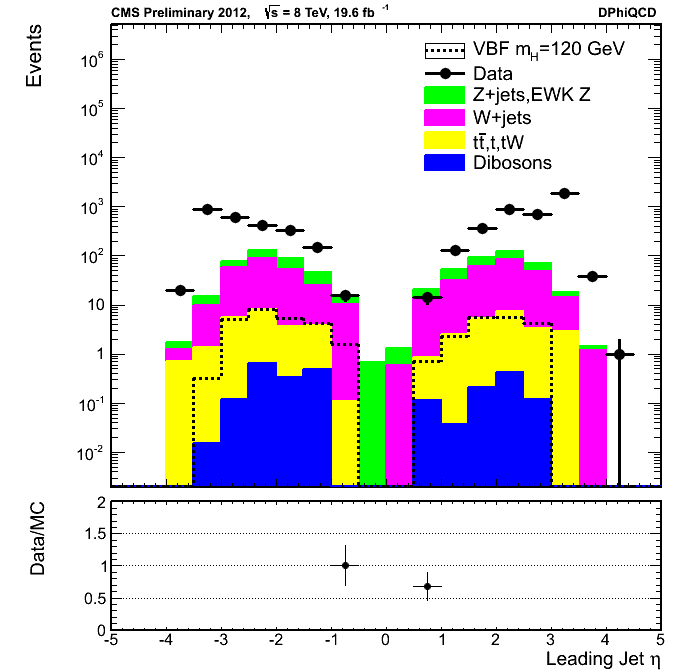 CMS Preliminary 2012, √s = 8 TeV, 19.6 fb⁻¹ DPhiQCD
Events
VBF m_H=120 GeV
Data
Z+jets,EWK Z
W+jets
tt̄,t,tW
Dibosons
10⁶
10⁵
10⁴
10³
10²
10
1
10⁻¹
10⁻²
Data/MC
2
1.5
1
0.5
0
-5 -4 -3 -2 -1 0 1 2 3 4 5
Leading Jet η